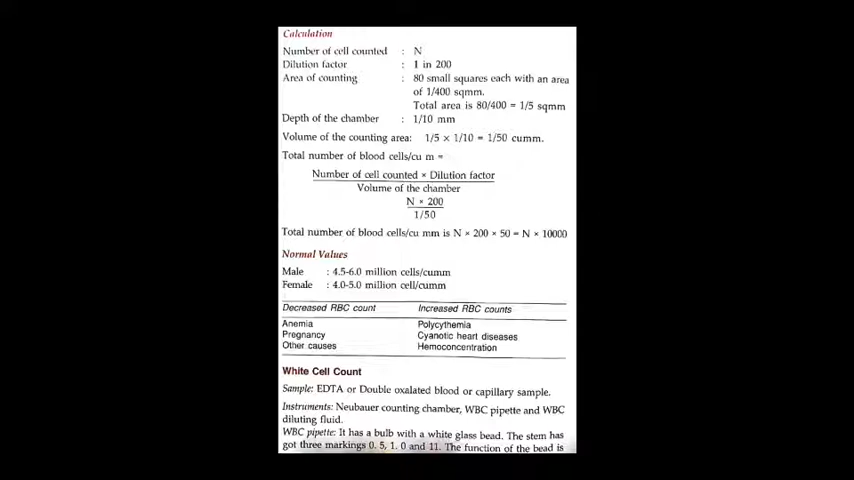 Calculation
Number of cell counted : N
Dilution factor : 1 in 200
Area of counting : 80 small squares each with an area
of 1/400 sqmm.
Total area is 80/400 = 1/5 sqmm
Depth of the chamber : 1/10 mm
Volume of the counting area: 1/5 × 1/10 = 1/50 cumm.
Total number of blood cells/cu m =
Number of cell counted × Dilution factor
Volume of the chamber
N × 200
1/50
Total number of blood cells/cu mm is N × 200 × 50 = N × 10000
Normal Values
Male : 4.5-6.0 million cells/cumm
Female : 4.0-5.0 million cell/cumm
Decreased RBC count Increased RBC counts
Anemia Polycythemia
Pregnancy Cyanotic heart diseases
Other causes Hemoconcentration
White Cell Count
Sample: EDTA or Double oxalated blood or capillary sample.
Instruments: Neubauer counting chamber, WBC pipette and WBC
diluting fluid.
WBC pipette: It has a bulb with a white glass bead. The stem has
got three markings 0. 5, 1. 0 and 11. The function of the bead is